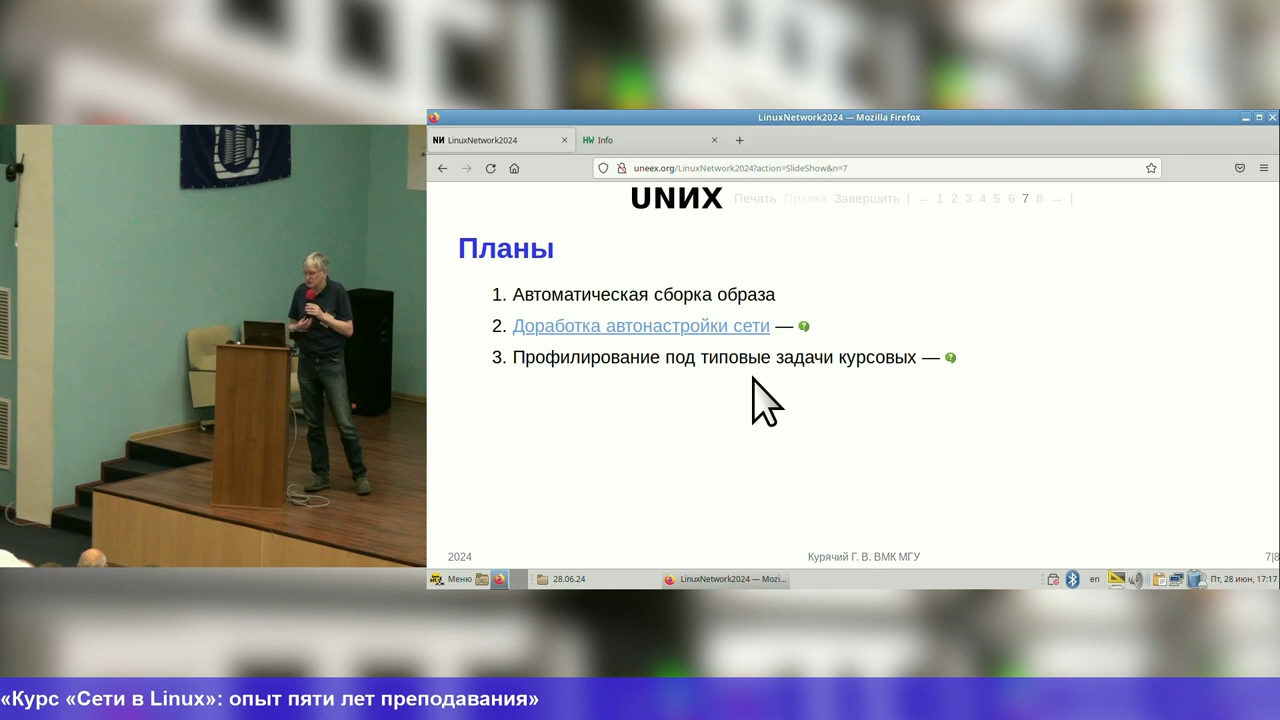 LinuxNetwork2024 — Mozilla Firefox
LinuxNetwork2024
Info
uneex.org/LinuxNetwork2024?action=SlideShow&n=7
UNИX Печать Правка Завершить | ← 1 2 3 4 5 6 7 8 → |
Планы
1. Автоматическая сборка образа
2. Доработка автонастройки сети —
3. Профилирование под типовые задачи курсовых —
2024 Курячий Г. В. ВМК МГУ 7|8
Меню 28.06.24 LinuxNetwork2024 — Mozi... en Пт, 28 июн, 17:17
«Курс «Сети в Linux»: опыт пяти лет преподавания»